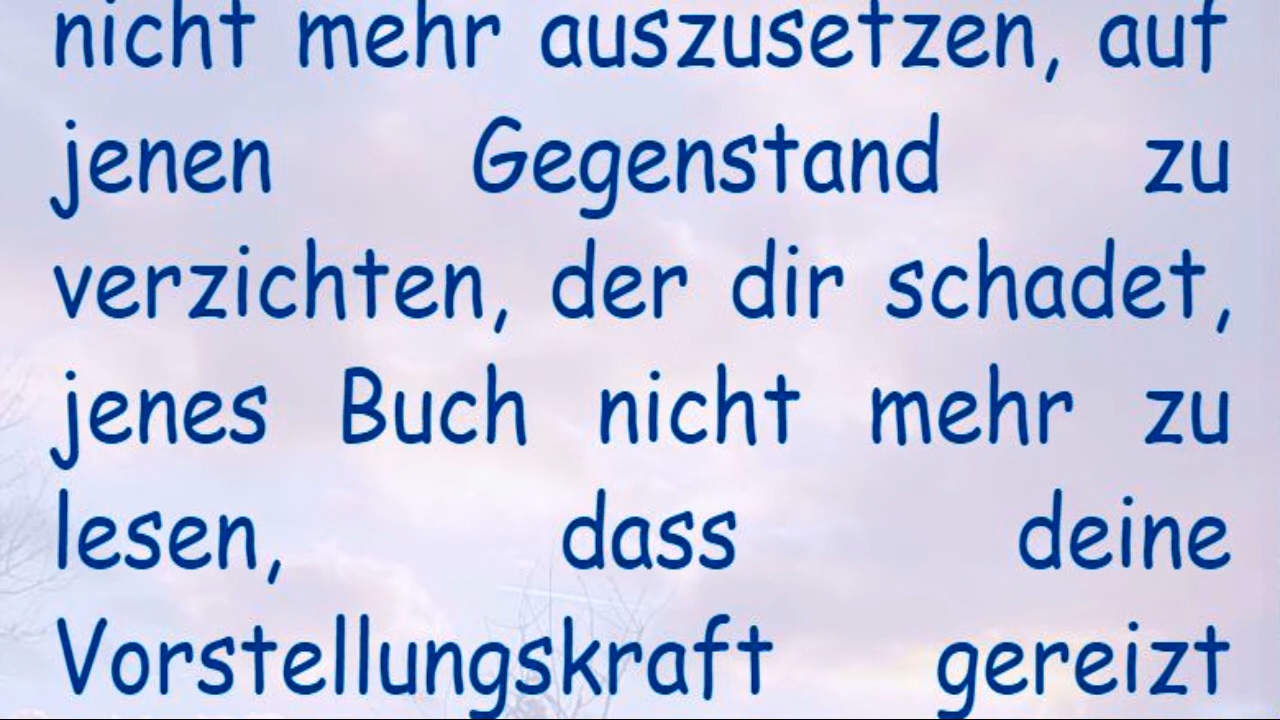 nicht mehr auszusetzen, auf
jenen Gegenstand zu
verzichten, der dir schadet,
jenes Buch nicht mehr zu
lesen, dass deine
Vorstellungskraft gereizt